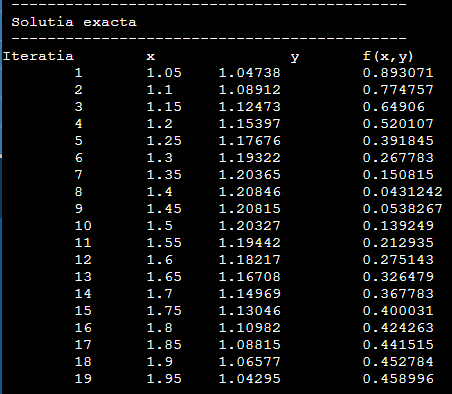 ---------------------------------------------
Solutia exacta
---------------------------------------------
Iteratia x y f(x,y)
1 1.05 1.04738 0.893071
2 1.1 1.08912 0.774757
3 1.15 1.12473 0.64906
4 1.2 1.15397 0.520107
5 1.25 1.17676 0.391845
6 1.3 1.19322 0.267783
7 1.35 1.20365 0.150815
8 1.4 1.20846 0.0431242
9 1.45 1.20815 0.0538267
10 1.5 1.20327 0.139249
11 1.55 1.19442 0.212935
12 1.6 1.18217 0.275143
13 1.65 1.16708 0.326479
14 1.7 1.14969 0.367783
15 1.75 1.13046 0.400031
16 1.8 1.10982 0.424263
17 1.85 1.08815 0.441515
18 1.9 1.06577 0.452784
19 1.95 1.04295 0.458996